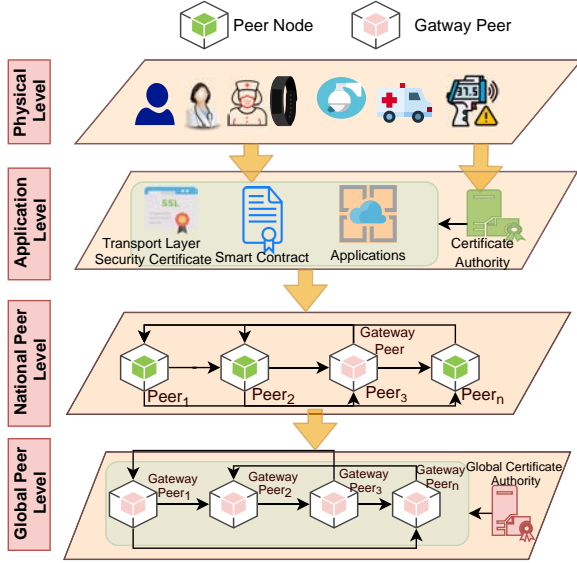 Peer Node
Gatway Peer
Physical
Level
37.5
Application
Level
SSL
Transport Layer
Security Certificate
Smart Contract
Applications
Certificate
Authority
National Peer
Level
Gateway
Peer
Peer1
Peer2
Peer3
Peern
Global Peer
Level
Gateway
Peer1
Gateway
Peer2
Gateway
Peer3
Gateway
Peern
Global Certificate
Authority